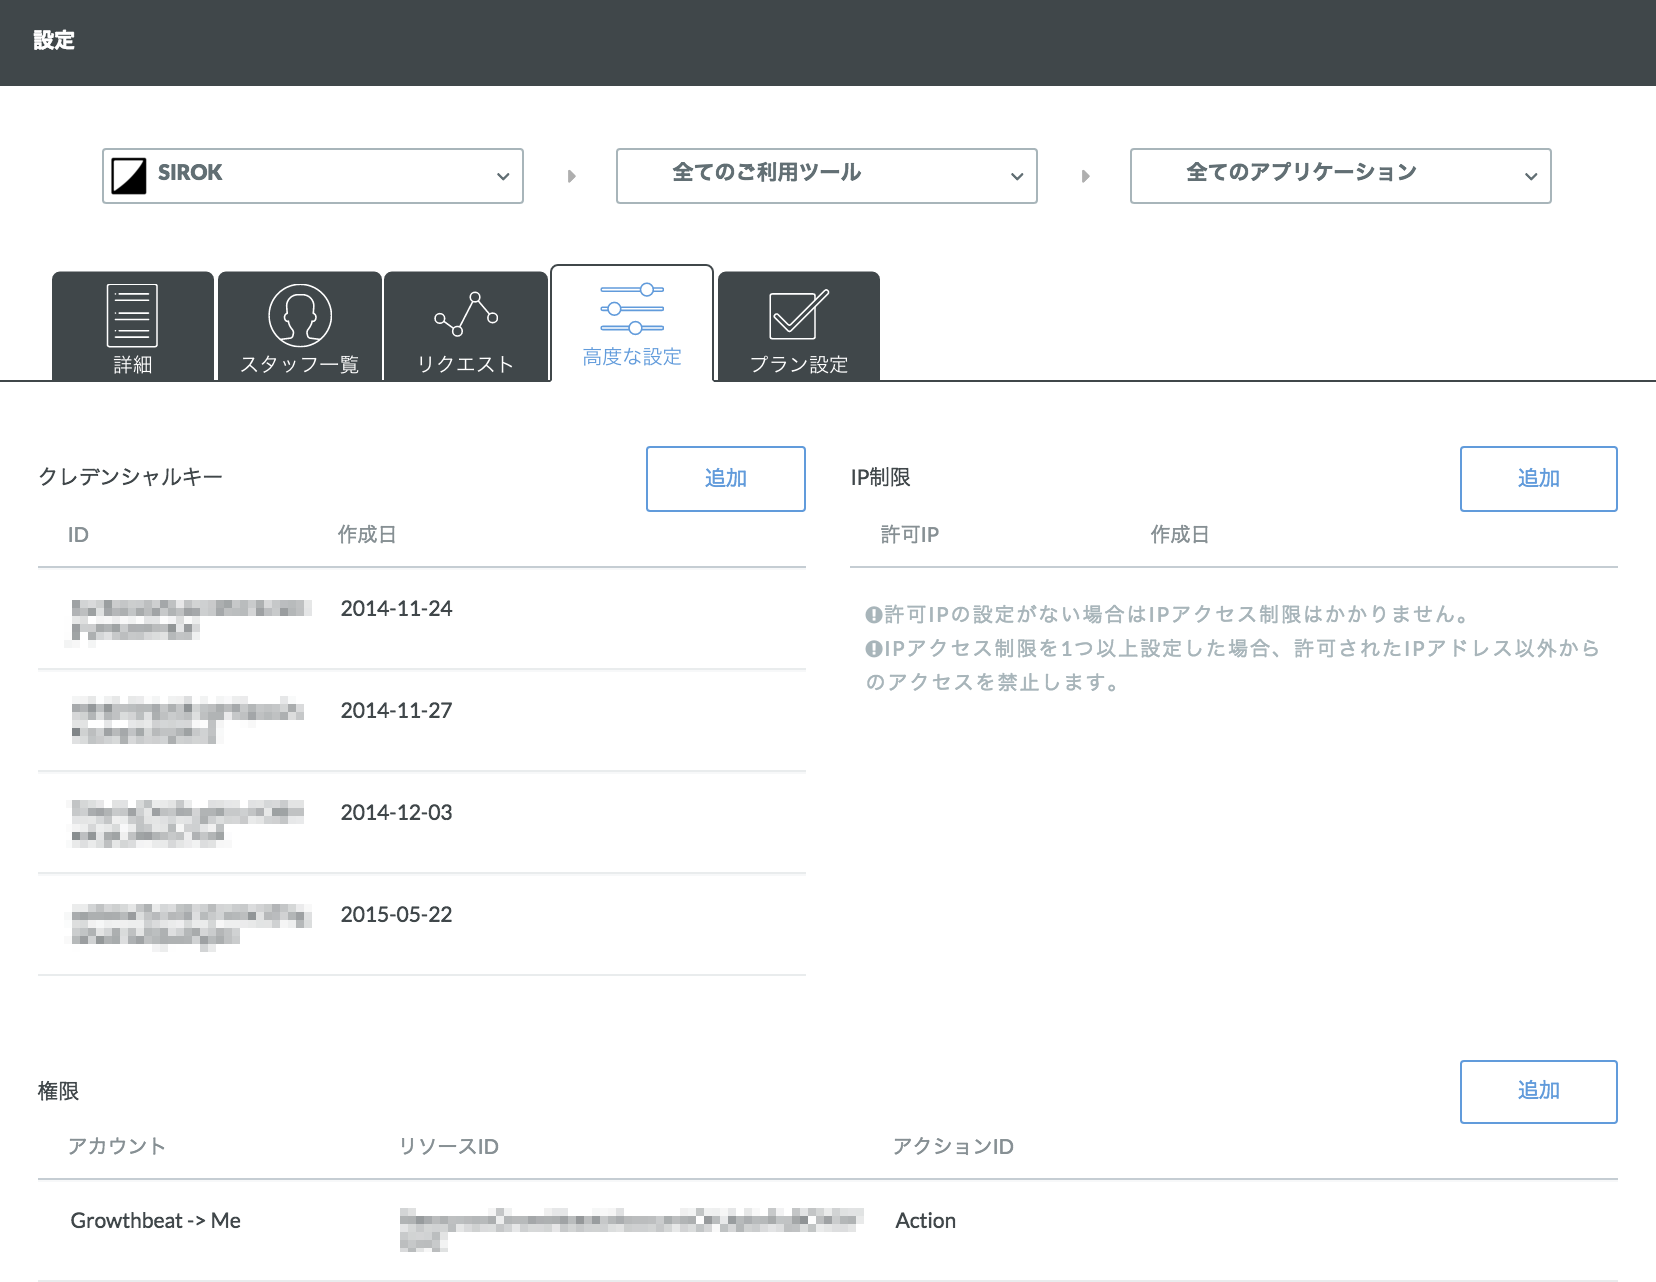 設定
SIROK
全てのご利用ツール
全てのアプリケーション
詳細
スタッフ一覧
リクエスト
高度な設定
プラン設定
クレデンシャルキー
追加
ID
作成日
2014-11-24
2014-11-27
2014-12-03
2015-05-22
IP制限
追加
許可IP
作成日
許可IPの設定がない場合はIPアクセス制限はかかりません。
IPアクセス制限を1つ以上設定した場合、許可されたIPアドレス以外から
のアクセスを禁止します。
権限
追加
アカウント
リソースID
アクションID
Growthbeat -> Me
Action